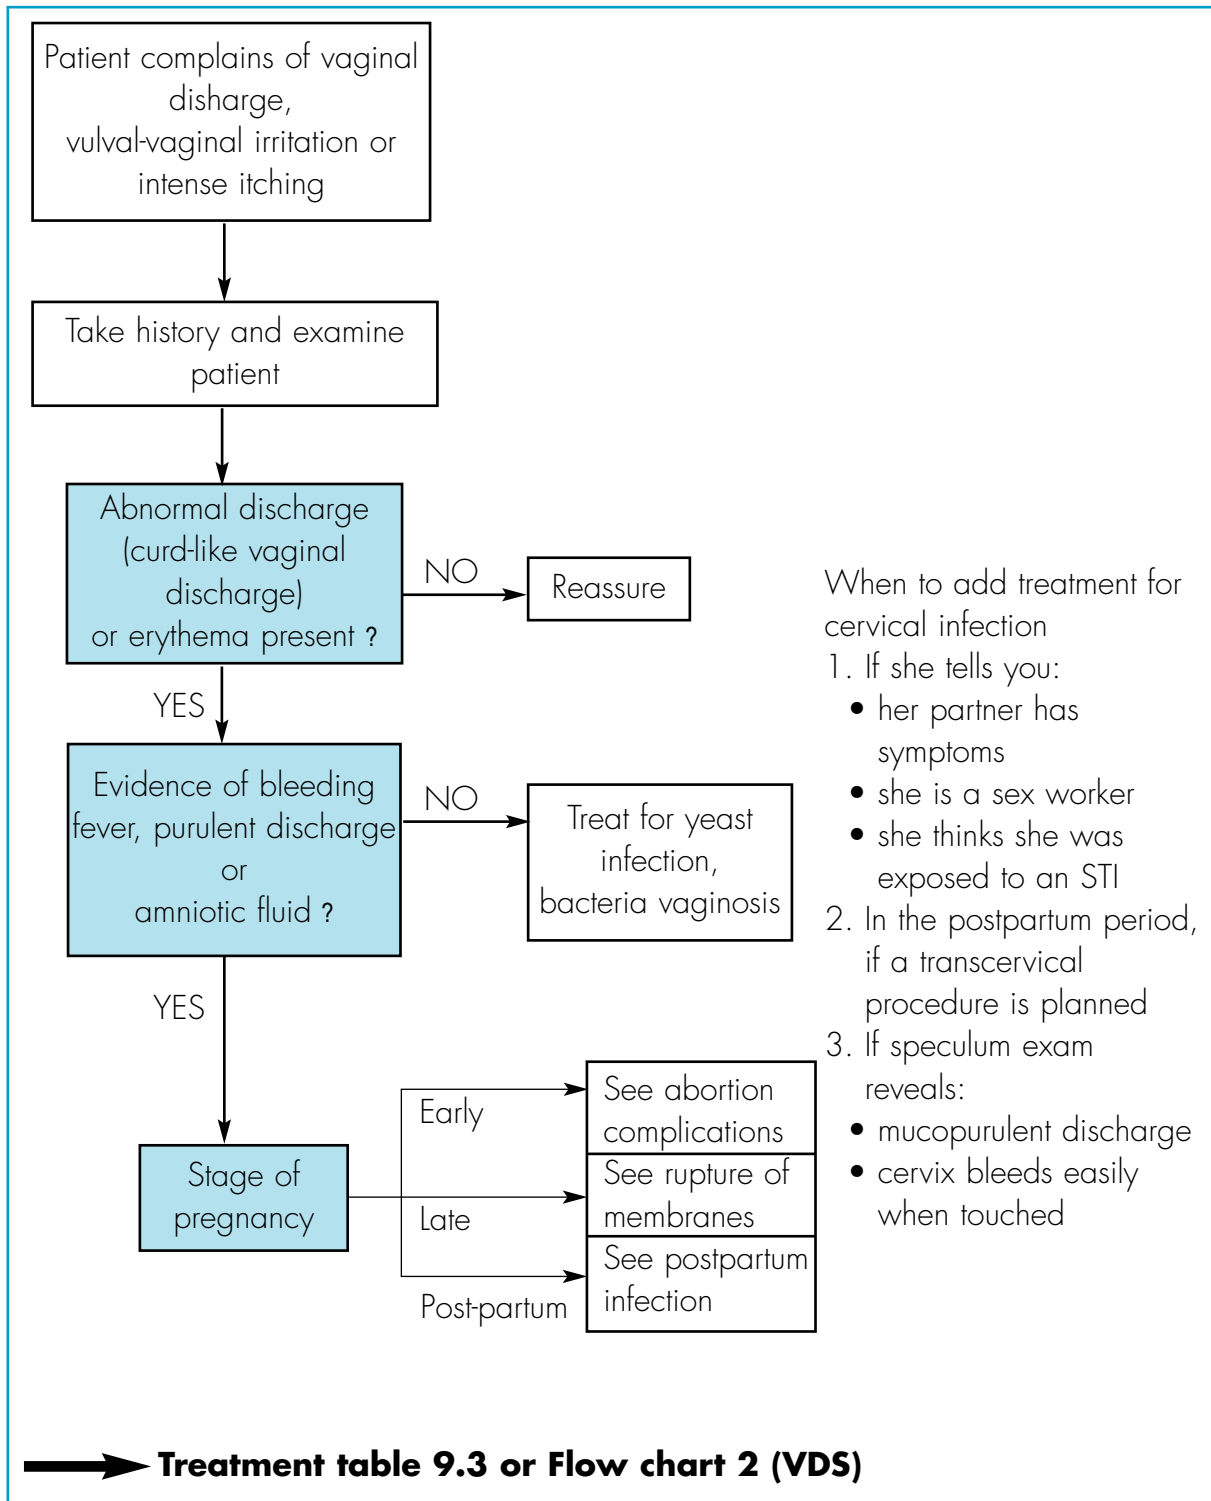 Patient complains of vaginal
disharge,
vulval-vaginal irritation or
intense itching
Take history and examine
patient
Abnormal discharge
(curd-like vaginal
discharge)
or erythema present ?
NO
Reassure
YES
Evidence of bleeding
fever, purulent discharge
or
amniotic fluid ?
NO
Treat for yeast
infection,
bacteria vaginosis
YES
Stage of
pregnancy
Early
See abortion
complications
Late
See rupture of
membranes
Post-partum
See postpartum
infection
When to add treatment for
cervical infection
1. If she tells you:
• her partner has
symptoms
• she is a sex worker
• she thinks she was
exposed to an STI
2. In the postpartum period,
if a transcervical
procedure is planned
3. If speculum exam
reveals:
• mucopurulent discharge
• cervix bleeds easily
when touched
Treatment table 9.3 or Flow chart 2 (VDS)